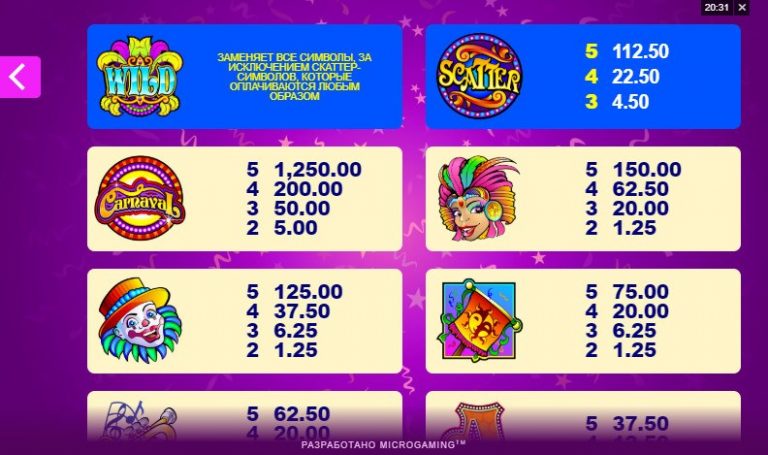 20:31
WILD
ЗАМЕНЯЕТ ВСЕ СИМВОЛЫ, ЗА
ИСКЛЮЧЕНИЕМ СКАТТЕР-
СИМВОЛОВ, КОТОРЫЕ
ОПЛАЧИВАЮТСЯ ЛЮБЫМ
ОБРАЗОМ
SCATTER
5 112.50
4 22.50
3 4.50
CARNAVAL
5 1,250.00
4 200.00
3 50.00
2 5.00
5 150.00
4 62.50
3 20.00
2 1.25
5 125.00
4 37.50
3 6.25
2 1.25
5 75.00
4 20.00
3 6.25
2 1.25
5 62.50
4 20.00
A
5 37.50
РАЗРАБОТАНО MICROGAMING™